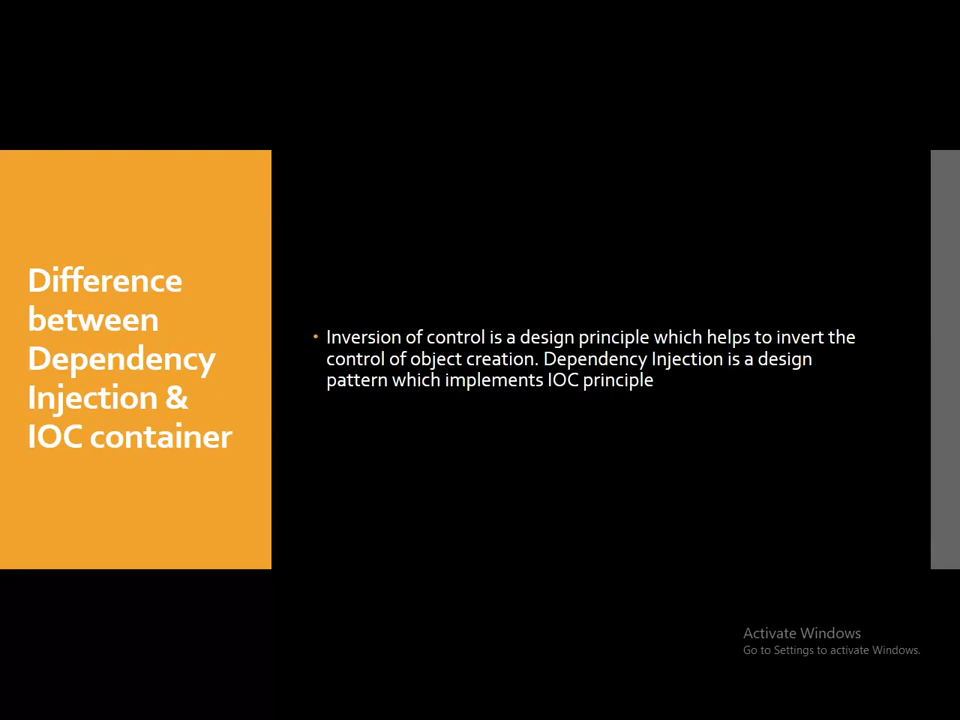 Difference
between
Dependency
Injection &
IOC container
• Inversion of control is a design principle which helps to invert the
control of object creation. Dependency Injection is a design
pattern which implements IOC principle
Activate Windows
Go to Settings to activate Windows.